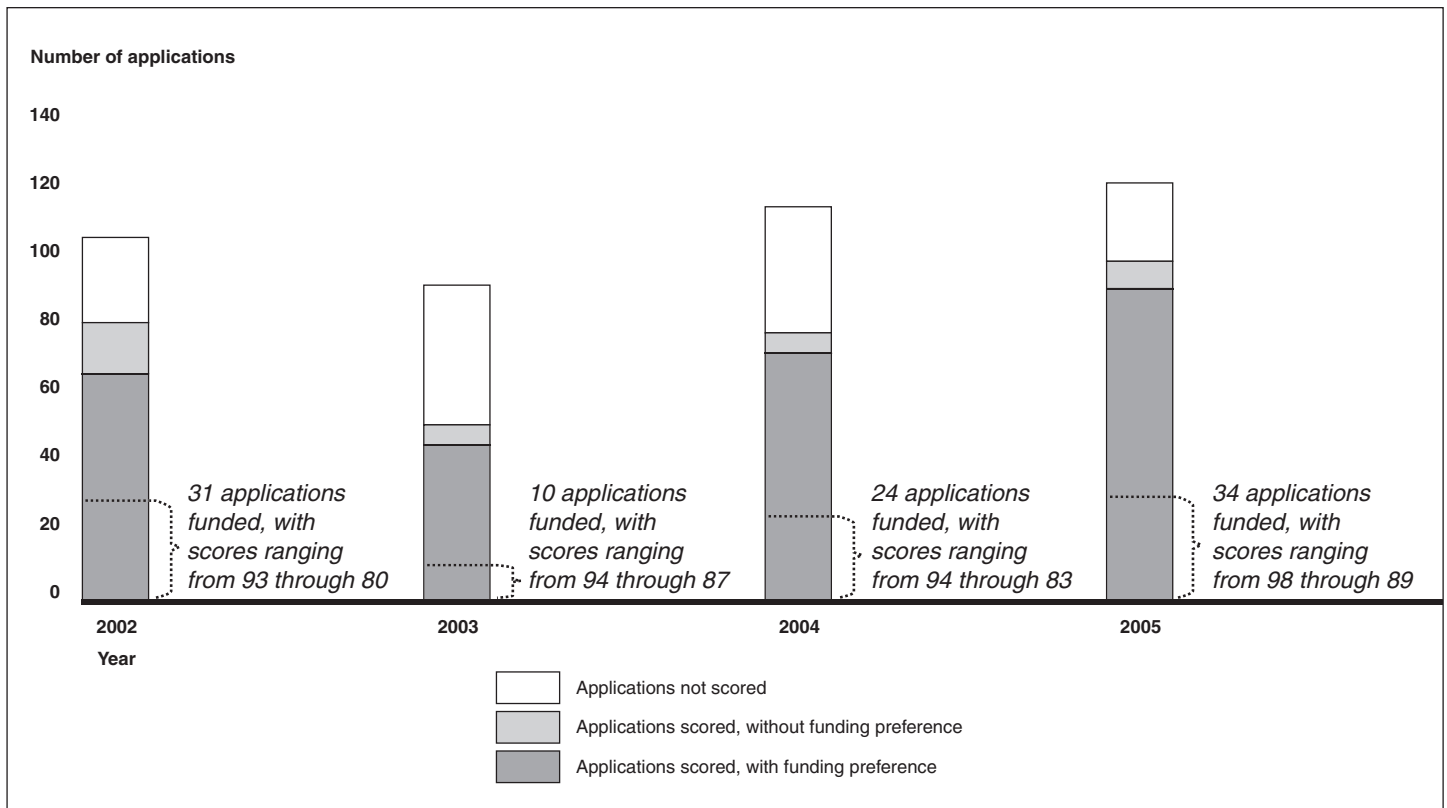 Number of applications
140
120
100
80
60
40
20
0
31 applications
funded, with
scores ranging
from 93 through 80
10 applications
funded, with
scores ranging
from 94 through 87
24 applications
funded, with
scores ranging
from 94 through 83
34 applications
funded, with
scores ranging
from 98 through 89
2002
2003
2004
2005
Year
Applications not scored
Applications scored, without funding preference
Applications scored, with funding preference